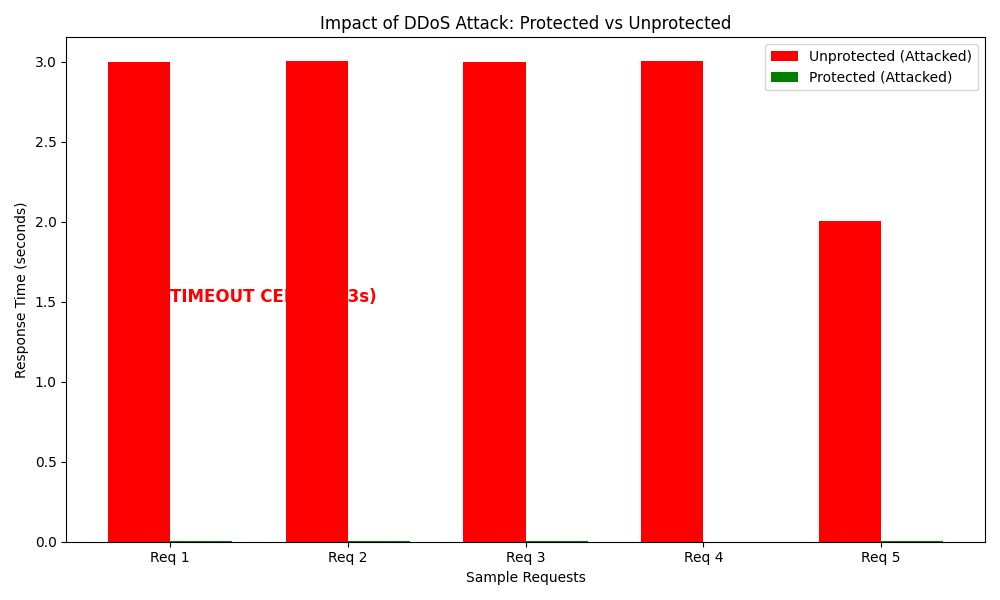 Impact of DDoS Attack: Protected vs Unprotected
Unprotected (Attacked)
Protected (Attacked)
Response Time (seconds)
3.0
2.5
2.0
1.5
1.0
0.5
0.0
TIMEOUT 3s)
Req 1
Req 2
Req 3
Req 4
Req 5
Sample Requests